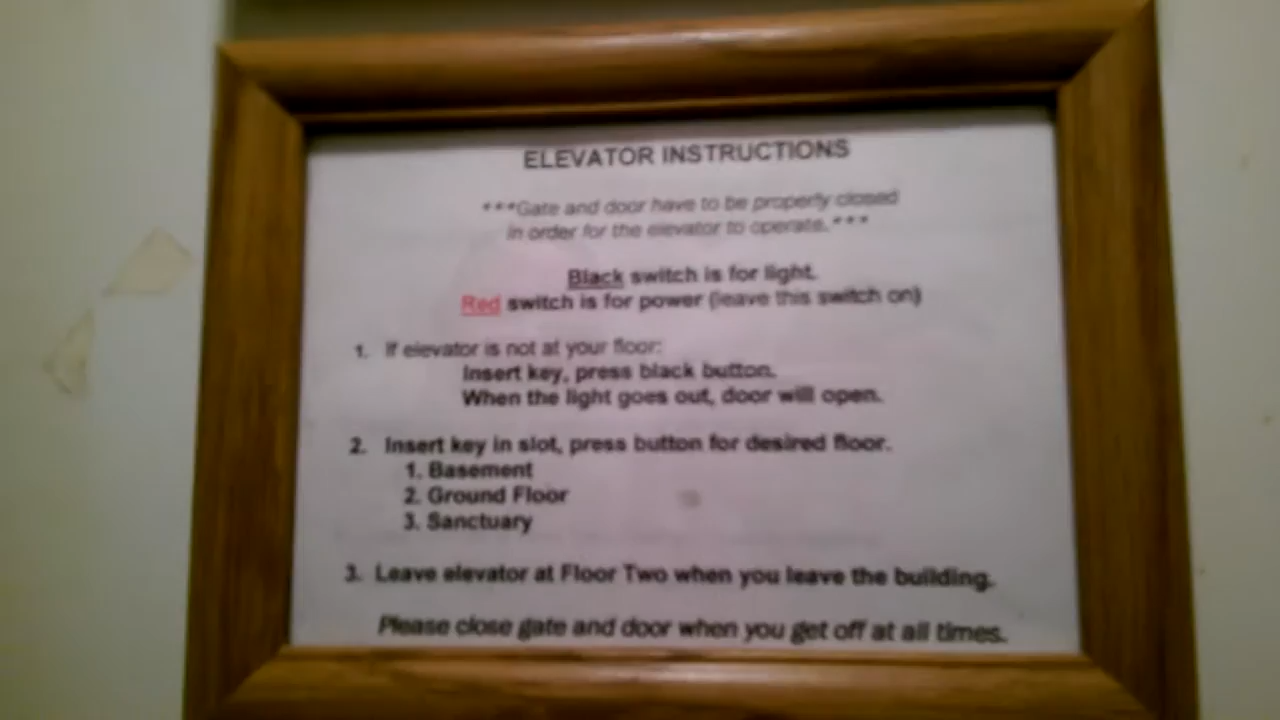 ELEVATOR INSTRUCTIONS
***Gate and door have to be properly closed
in order for the elevator to operate.***
Black switch is for light.
Red switch is for power (leave this switch on)
1. If elevator is not at your floor:
Insert key, press black button.
When the light goes out, door will open.
2. Insert key in slot, press button for desired floor.
1. Basement
2. Ground Floor
3. Sanctuary
3. Leave elevator at Floor Two when you leave the building.
Please close gate and door when you get off at all times.